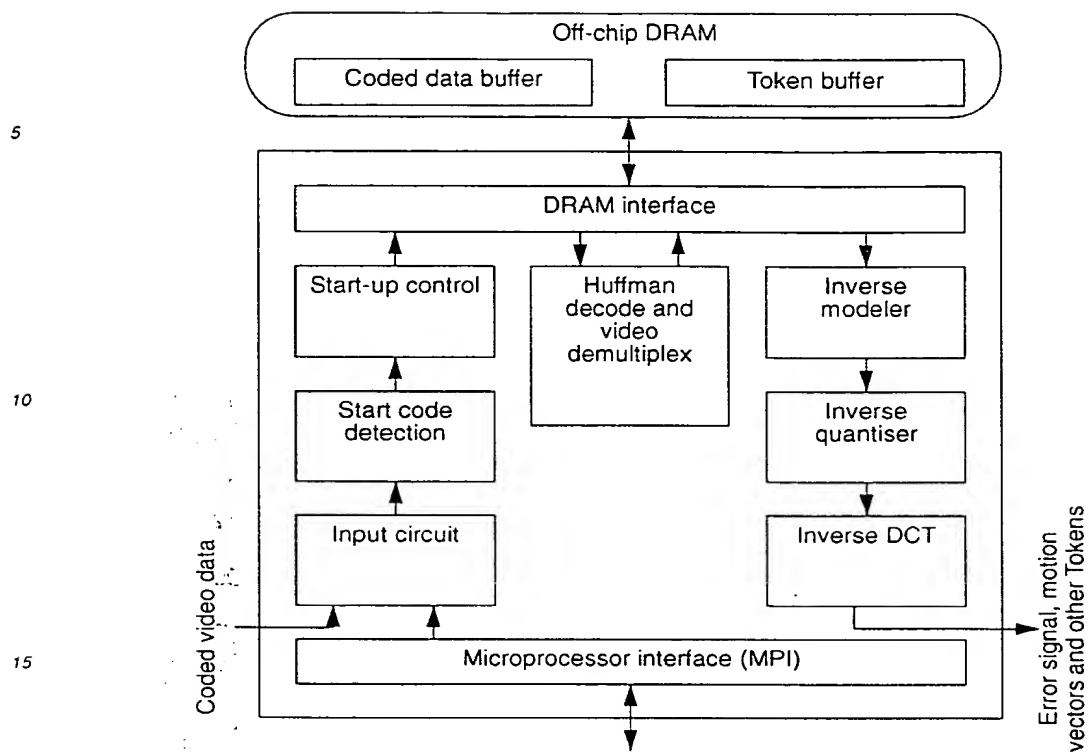 Off-chip DRAM
Coded data buffer
Token buffer
5
DRAM interface
Start-up control
Huffman
decode and
video
demultiplex
Inverse
modeler
10
Start code
detection
Inverse
quantiser
Input circuit
Inverse DCT
Coded video data
Error signal, motion
vectors and other Tokens
15
Microprocessor interface (MPI)